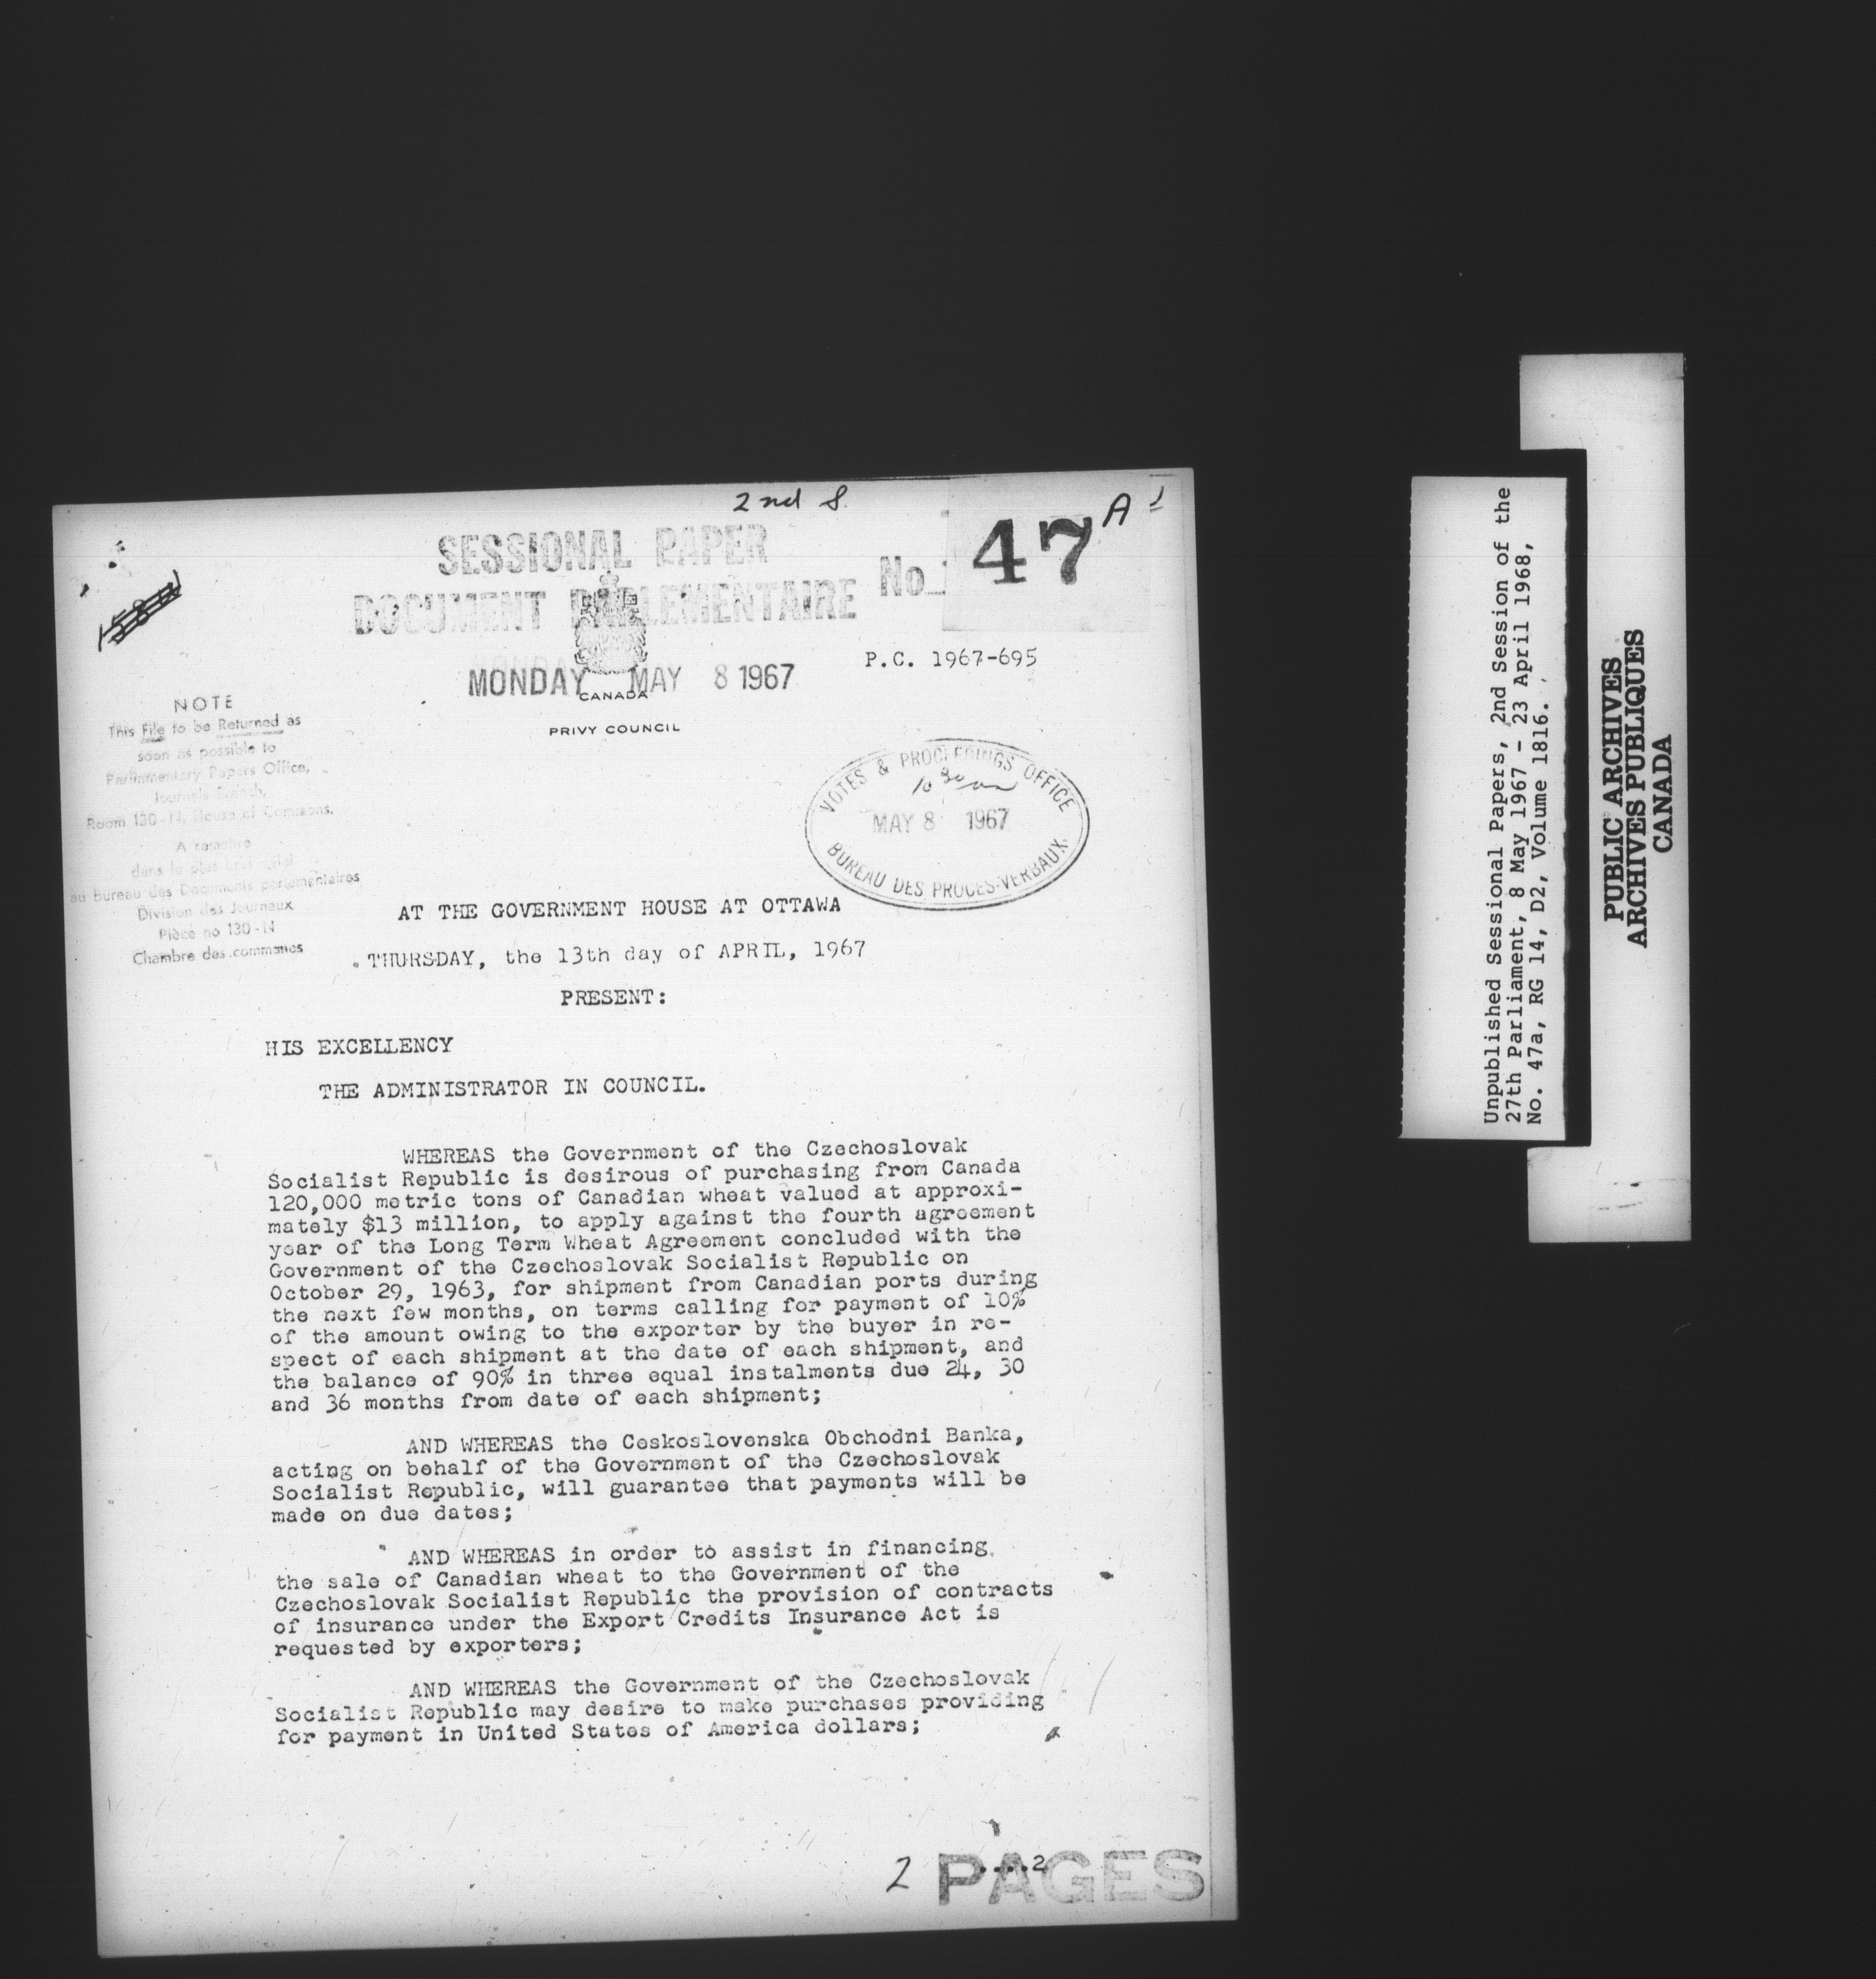 2nd S.
SESSIONAL PAPER
DOCUMENT PARLEMENTAIRE
No
47
A
MONDAY MAY 8 1967
P.C. 1967-695
CANADA
PRIVY COUNCIL
NOTE
This File to be Returned as
soon as possible to
Parliamentary Papers Office,
Journals Branch,
Room 130-N, House of Commons.
A remettre
dans le plus bref délai
au Bureau des Documents parlementaires
Division des Journaux
Pièce no 130-N
Chambre des communes
VOTES & PROCEEDINGS OFFICE
MAY 8 1967
BUREAU DES PROCES-VERBAUX
AT THE GOVERNMENT HOUSE AT OTTAWA
THURSDAY, the 13th day of APRIL, 1967
PRESENT:
HIS EXCELLENCY
THE ADMINISTRATOR IN COUNCIL.
WHEREAS the Government of the Czechoslovak
Socialist Republic is desirous of purchasing from Canada
120,000 metric tons of Canadian wheat valued at approxi-
mately $13 million, to apply against the fourth agreement
year of the Long Term Wheat Agreement concluded with the
Government of the Czechoslovak Socialist Republic on
October 29, 1963, for shipment from Canadian ports during
the next few months, on terms calling for payment of 10%
of the amount owing to the exporter by the buyer in re-
spect of each shipment at the date of each shipment, and
the balance of 90% in three equal instalments due 24, 30
and 36 months from date of each shipment;
AND WHEREAS the Ceskoslovenska Obchodni Banka,
acting on behalf of the Government of the Czechoslovak
Socialist Republic, will guarantee that payments will be
made on due dates;
AND WHEREAS in order to assist in financing
the sale of Canadian wheat to the Government of the
Czechoslovak Socialist Republic the provision of contracts
of insurance under the Export Credits Insurance Act is
requested by exporters;
AND WHEREAS the Government of the Czechoslovak
Socialist Republic may desire to make purchases providing
for payment in United States of America dollars;
....2
2 PAGES
Unpublished Sessional Papers, 2nd Session of the
27th Parliament, 8 May 1967 - 23 April 1968,
No. 47a, RG 14, D2, Volume 1816.
PUBLIC ARCHIVES
ARCHIVES PUBLIQUES
CANADA